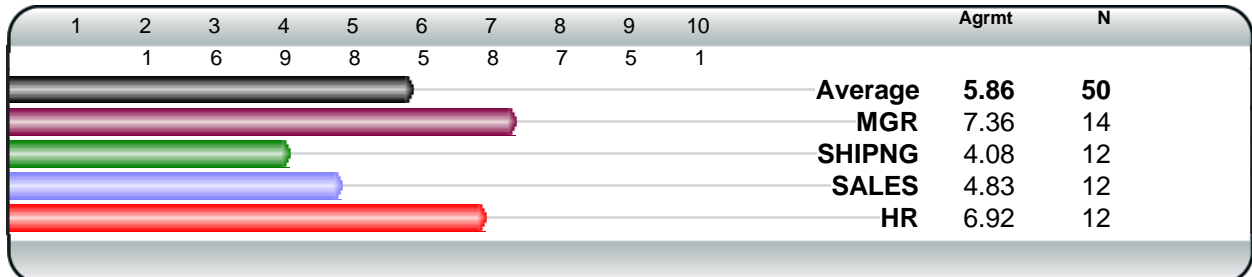 1 2 3 4 5 6 7 8 9 10 Agrmt N
1 6 9 8 5 8 7 5 1
Average 5.86 50
MGR 7.36 14
SHIPNG 4.08 12
SALES 4.83 12
HR 6.92 12